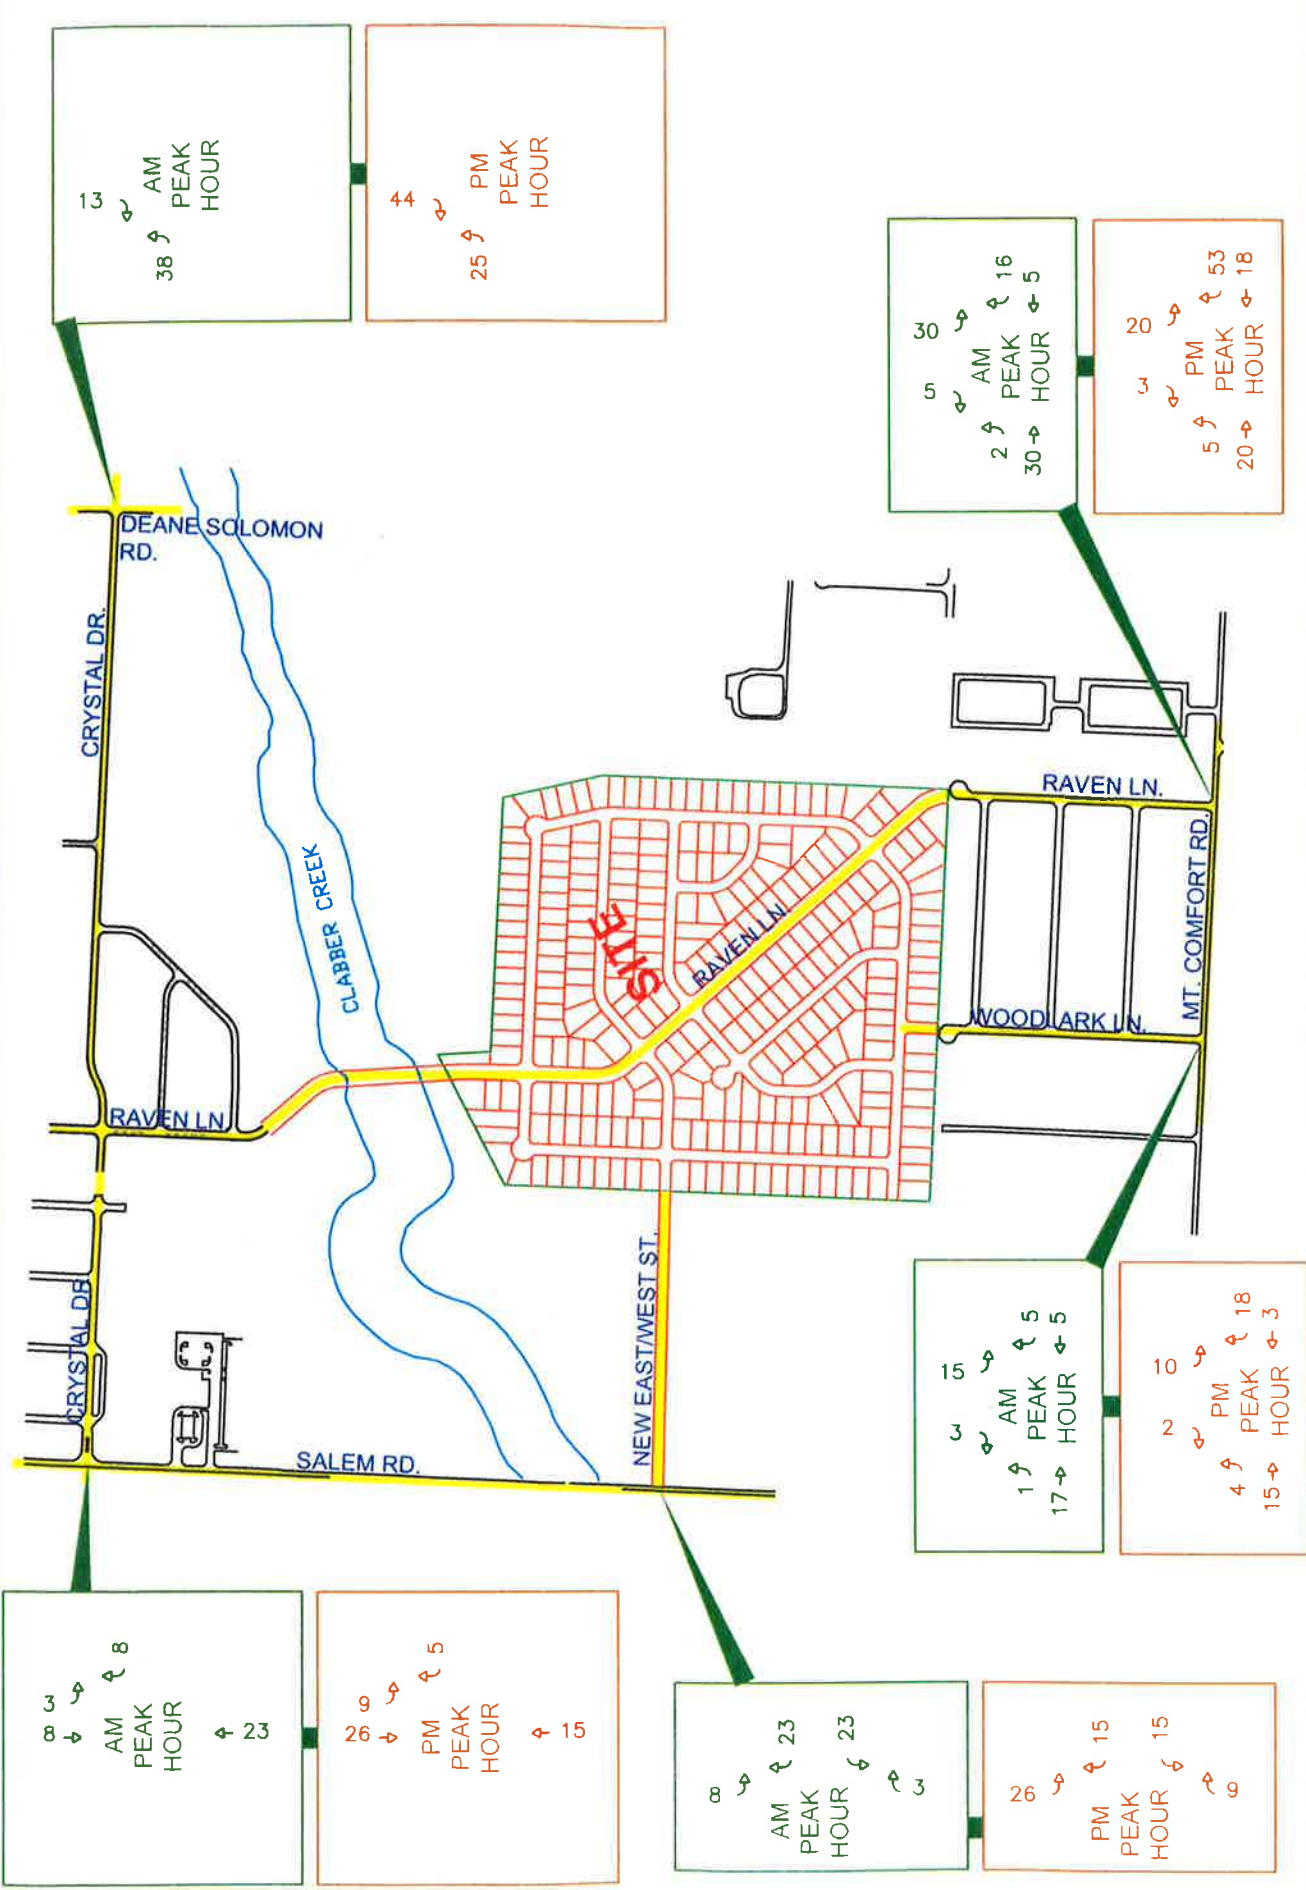 13
AM
PEAK
HOUR
38
44
PM
PEAK
HOUR
25
30
5
16
AM
PEAK
HOUR
2
30
5
20
3
53
PM
PEAK
HOUR
5
20
18
DEANE SOLOMON
RD.
CRYSTAL DR.
CLABBER CREEK
RAVEN LN.
MT. COMFORT RD.
SITE
RAVEN LN.
WOODLARK LN.
RAVEN LN
CRYSTAL DR
NEW EAST/WEST ST.
SALEM RD.
15
3
5
AM
PEAK
HOUR
1
17
5
10
2
18
PM
PEAK
HOUR
4
15
3
3
8
8
AM
PEAK
HOUR
23
9
26
5
PM
PEAK
HOUR
15
8
23
AM
PEAK
HOUR
23
3
26
15
PM
PEAK
HOUR
15
9